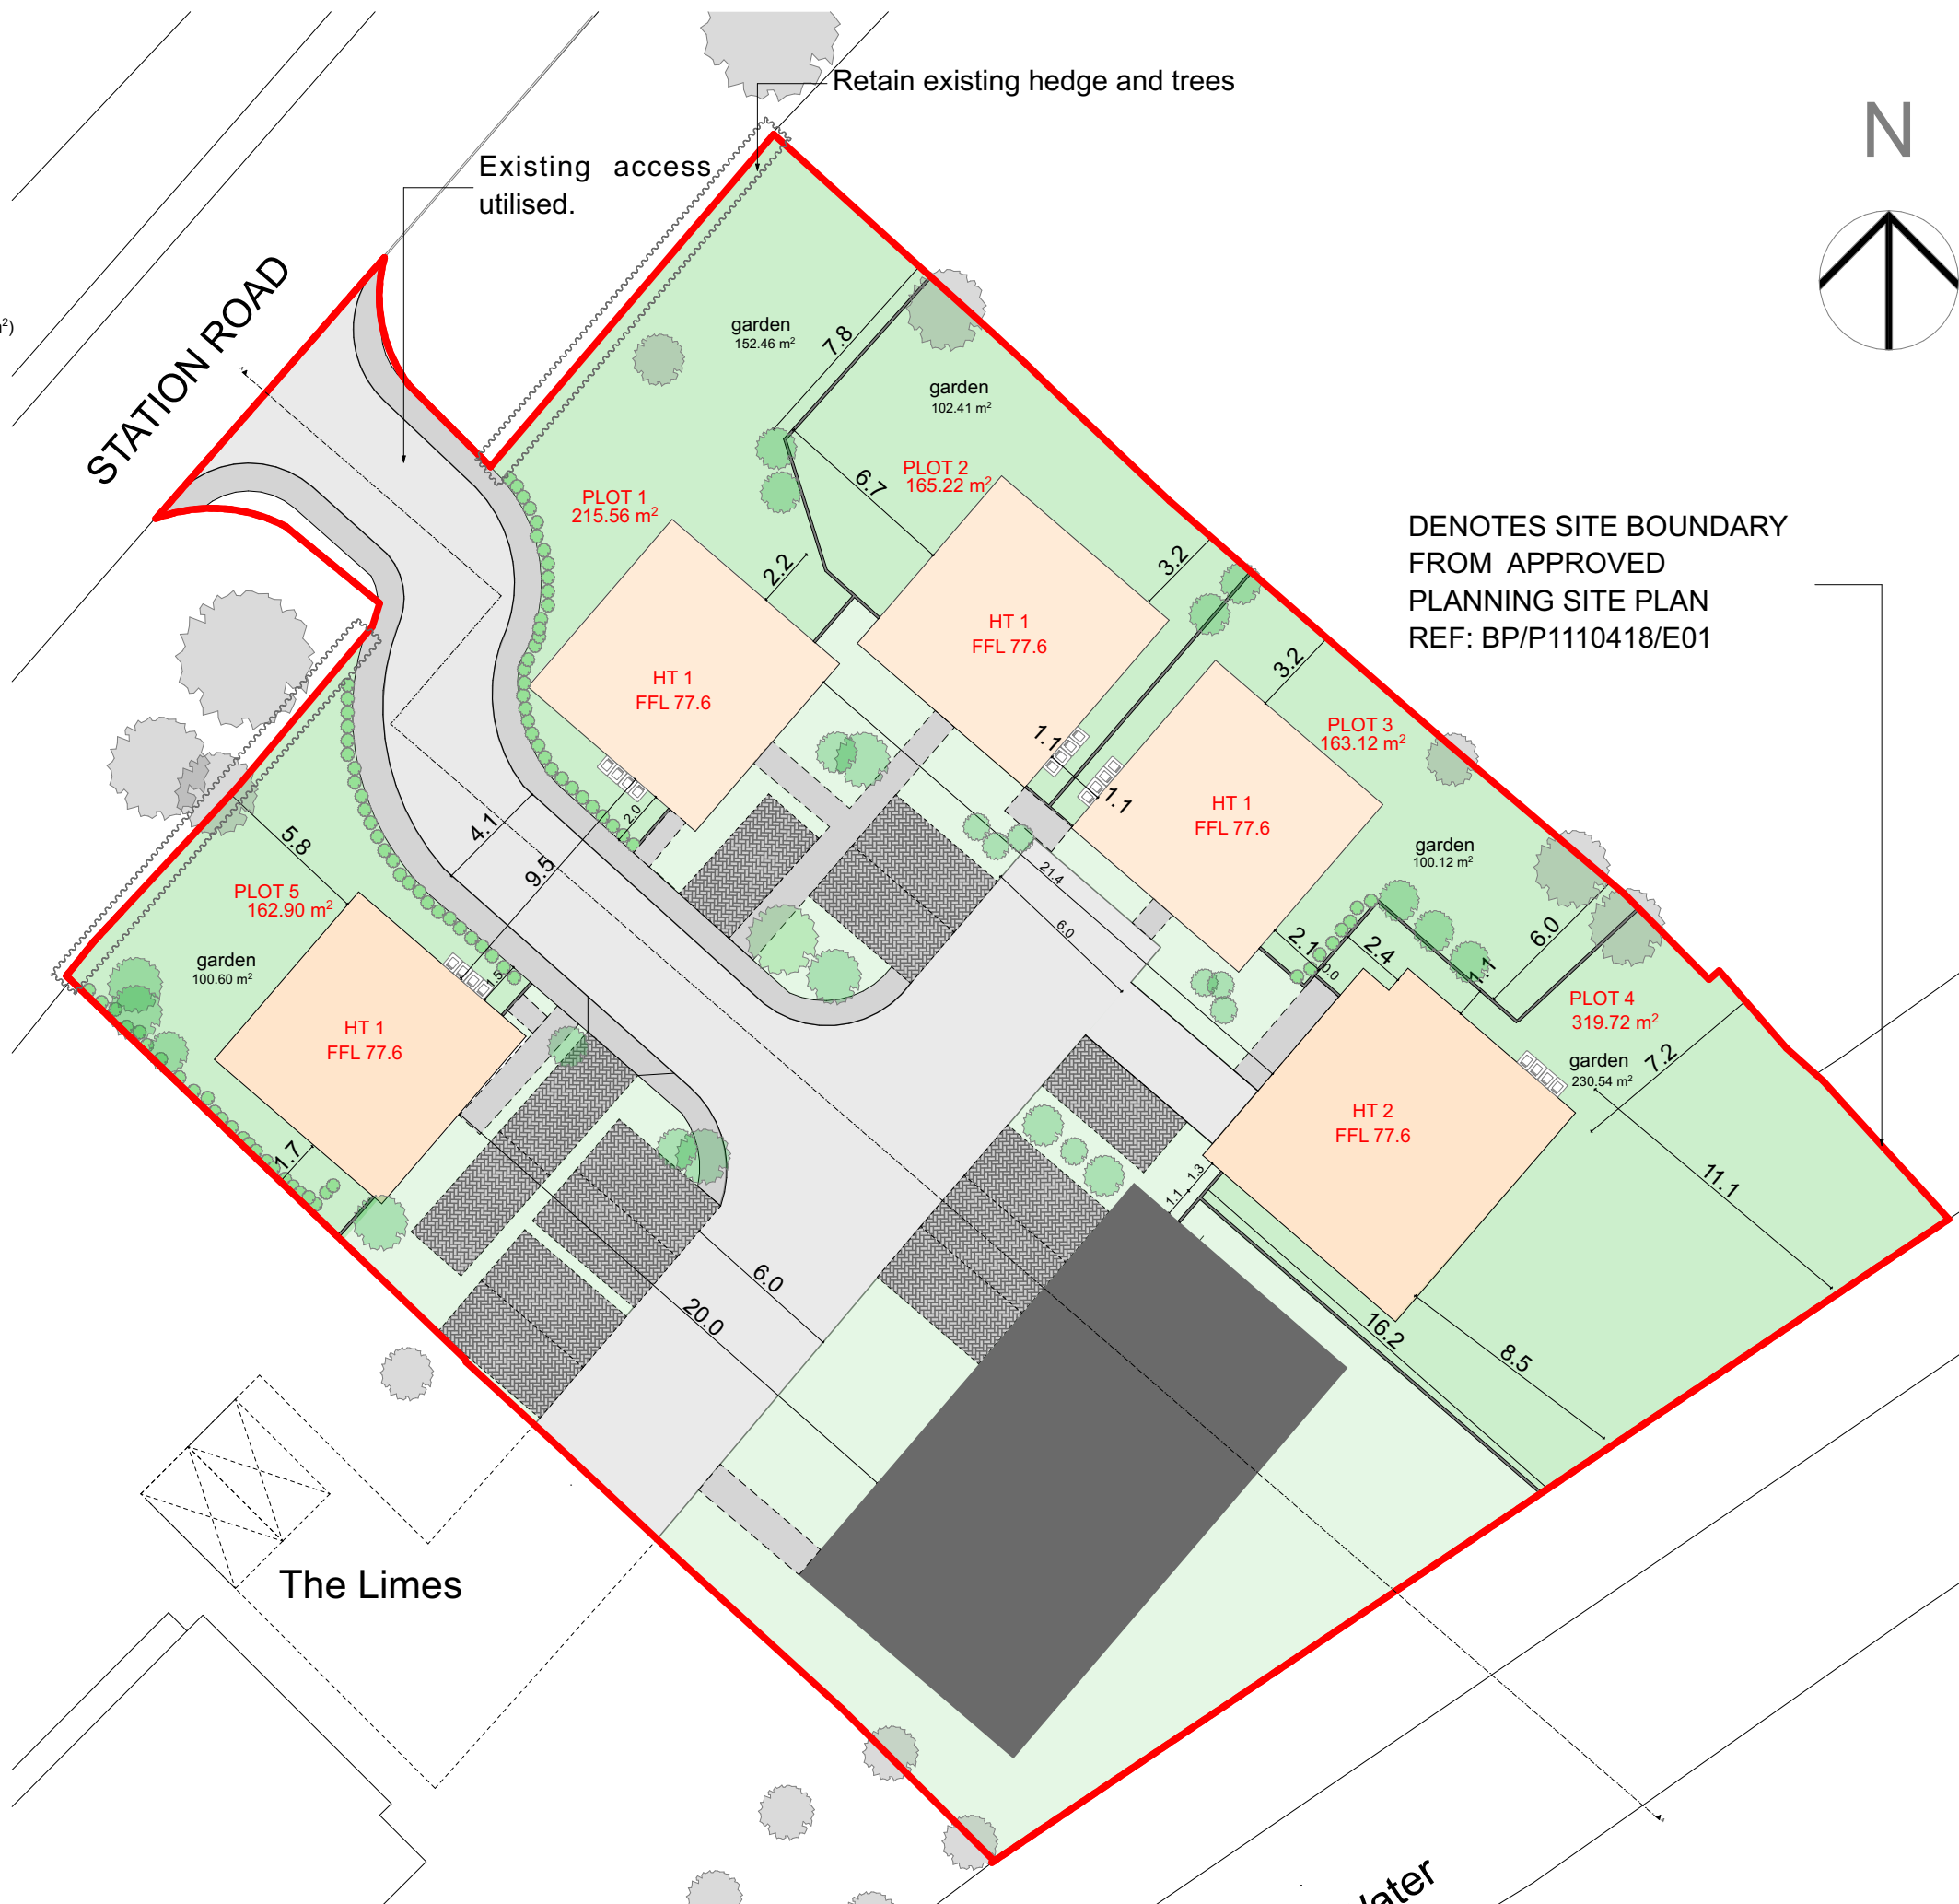 Retain existing hedge and trees
N
Existing access
utilised.
STATION ROAD
garden
152.46 m²
7.8
garden
102.41 m²
PLOT 2
165.22 m²
6.7
PLOT 1
215.56 m²
DENOTES SITE BOUNDARY
FROM APPROVED
PLANNING SITE PLAN
REF: BP/P1110418/E01
2.2
3.2
HT 1
FFL 77.6
3.2
HT 1
FFL 77.6
PLOT 3
163.12 m²
1.1
1.1
HT 1
FFL 77.6
2.0
4.1
9.5
5.8
garden
100.12 m²
21.4
6.0
PLOT 5
162.90 m²
garden
100.60 m²
1.5
2.1
0.0
2.4
1.1
6.0
PLOT 4
319.72 m²
HT 1
FFL 77.6
7.2
garden
230.54 m²
HT 2
FFL 77.6
1.7
11.1
1.1
1.3
6.0
20.0
16.2
8.5
The Limes